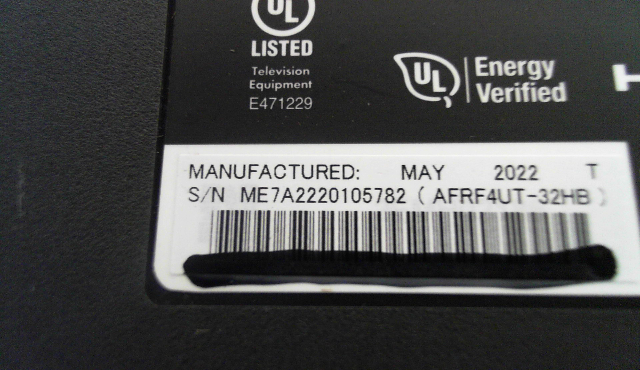 UL
LISTED
Television
Equipment
E471229
UL
Energy
Verified
MANUFACTURED: MAY 2022 T
S/N ME7A2220105782 ( AFRF4UT-32HB )